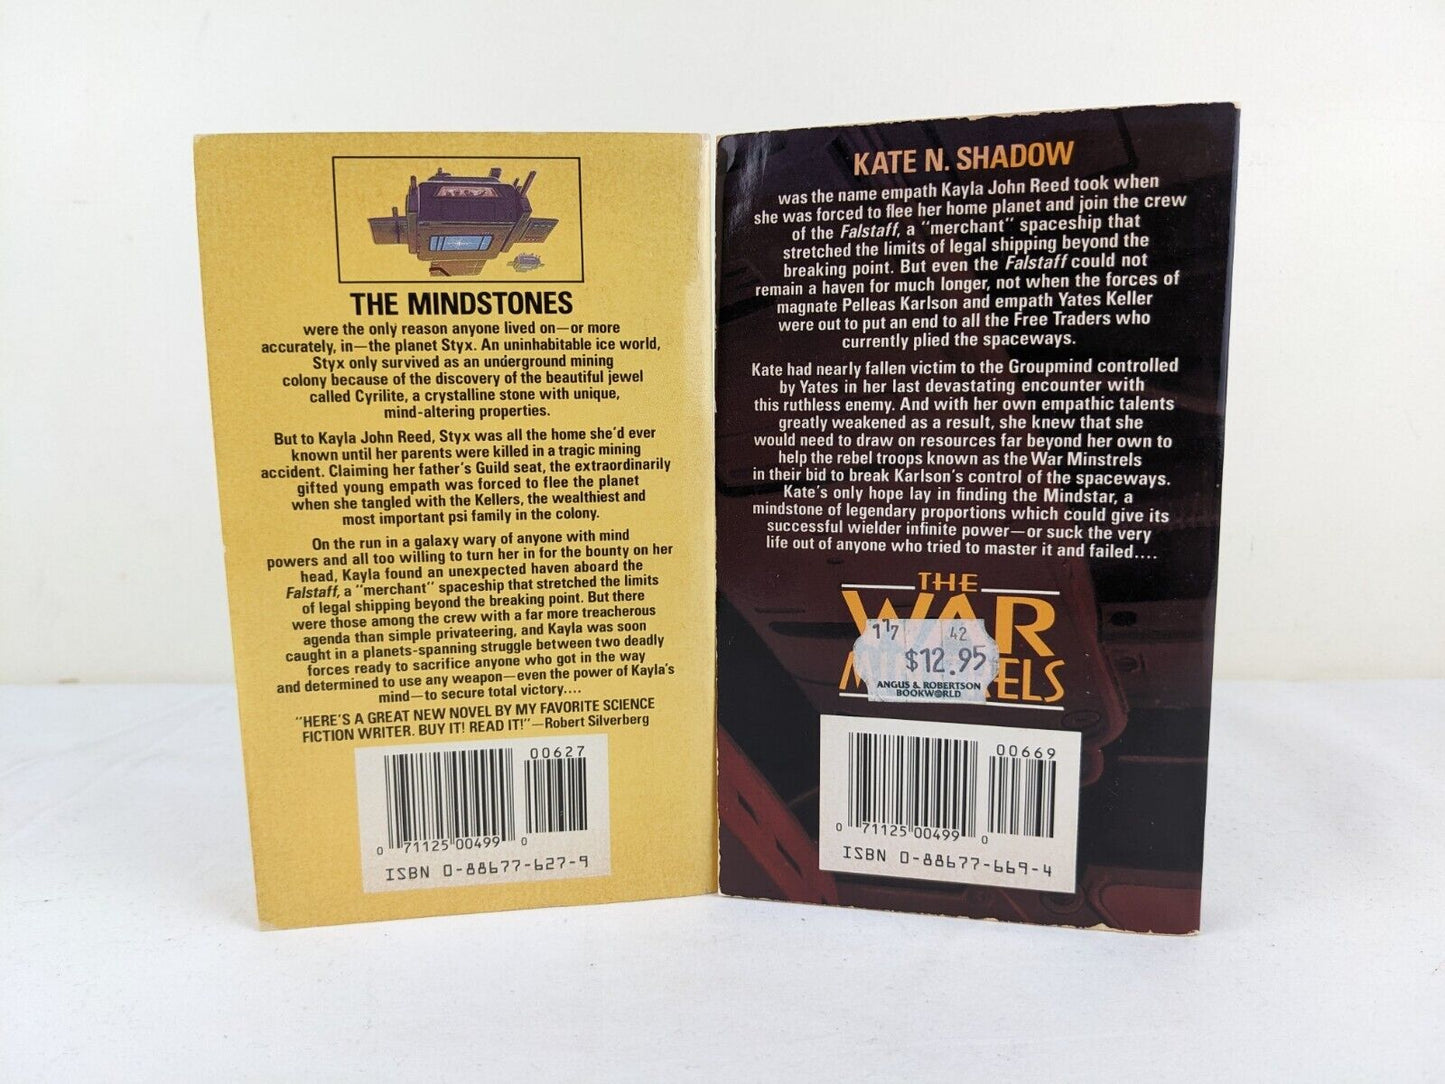 THE MINDSTONES
were the only reason anyone lived on—or more
accurately, in—the planet Styx. An uninhabitable ice world,
Styx only survived as an underground mining
colony because of the discovery of the beautiful jewel
called Cyrilite, a crystalline stone with unique,
mind-altering properties.
But to Kayla John Reed, Styx was all the home she'd ever
known until her parents were killed in a tragic mining
accident. Claiming her father's Guild seat, the extraordinarily
gifted young empath was forced to flee the planet
when she tangled with the Kellers, the wealthiest and
most important psi family in the colony.
On the run in a galaxy wary of anyone with mind
powers and all too willing to turn her in for the bounty on her
head, Kayla found an unexpected haven aboard the
Falstaff, a "merchant" spaceship that stretched the limits
of legal shipping beyond the breaking point. But there
were those among the crew with a far more treacherous
agenda than simple privateering, and Kayla was soon
caught in a planets-spanning struggle between two deadly
forces ready to sacrifice anyone who got in the way
and determined to use any weapon—even the power of Kayla's
mind—to secure total victory....
"HERE'S A GREAT NEW NOVEL BY MY FAVORITE SCIENCE
FICTION WRITER. BUY IT! READ IT!"—Robert Silverberg
00627
0 71125 00499 0
ISBN 0-88677-627-9
KATE N. SHADOW
was the name empath Kayla John Reed took when
she was forced to flee her home planet and join the crew
of the Falstaff, a "merchant" spaceship that
stretched the limits of legal shipping beyond the
breaking point. But even the Falstaff could not
remain a haven for much longer, not when the forces of
magnate Pelleas Karlson and empath Yates Keller
were out to put an end to all the Free Traders who
currently plied the spaceways.
Kate had nearly fallen victim to the Groupmind controlled
by Yates in her last devastating encounter with
this ruthless enemy. And with her own empathic talents
greatly weakened as a result, she knew that she
would need to draw on resources far beyond her own to
help the rebel troops known as the War Minstrels
in their bid to break Karlson's control of the spaceways.
Kate's only hope lay in finding the Mindstar, a
mindstone of legendary proportions which could give its
successful wielder infinite power—or suck the very
life out of anyone who tried to master it and failed....
THE
WAR
M RELS
117 42
$12.95
ANGUS & ROBERTSON
BOOKWORLD
00669
0 71125 00499 0
ISBN 0-88677-669-4